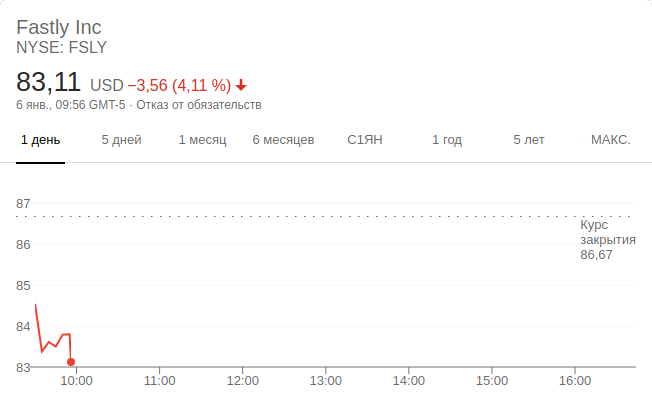 Fastly Inc
NYSE: FSLY
83,11 USD −3,56 (4,11 %)
6 янв., 09:56 GMT-5 · Отказ от обязательств
1 день 5 дней 1 месяц 6 месяцев С1ЯН 1 год 5 лет МАКС.
87
Курс
закрытия
86,67
86
85
84
83
10:00 11:00 12:00 13:00 14:00 15:00 16:00